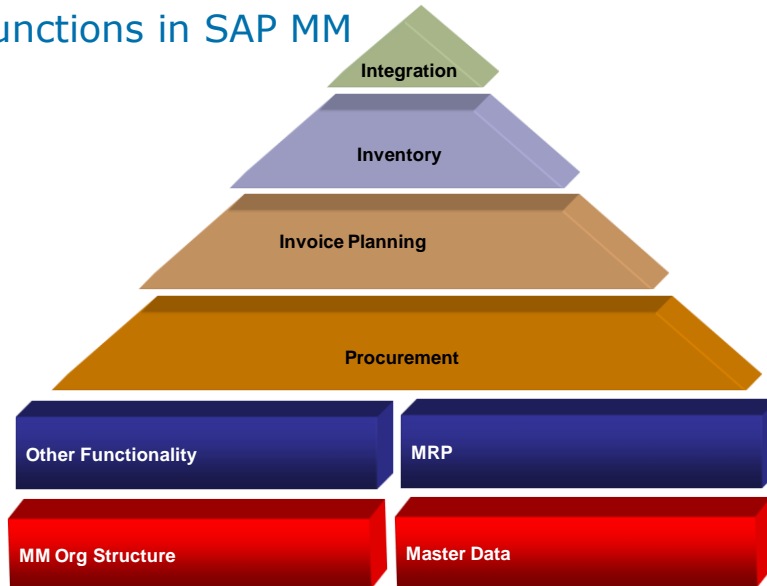 unctions in SAP MM
Integration
Inventory
Invoice Planning
Procurement
Other Functionality
MRP
MM Org Structure
Master Data